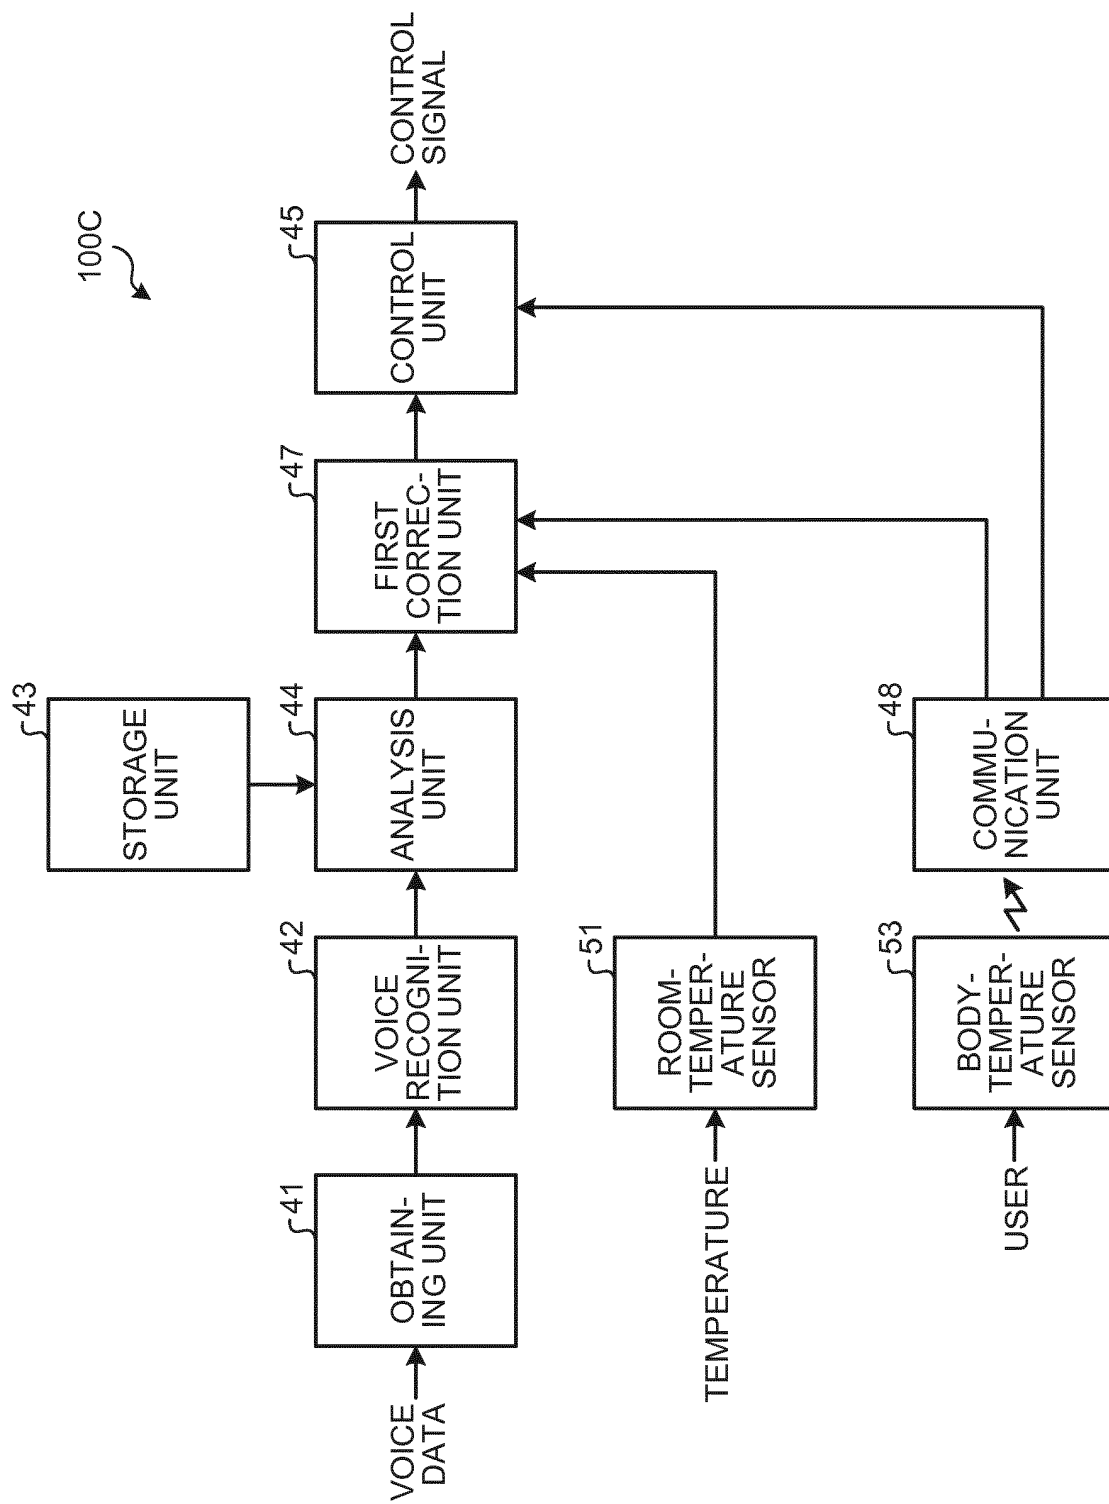 100C
43
STORAGE
UNIT
VOICE
DATA
41
OBTAIN-
ING UNIT
42
VOICE
RECOGNI-
TION UNIT
44
ANALYSIS
UNIT
47
FIRST
CORREC-
TION UNIT
45
CONTROL
UNIT
CONTROL
SIGNAL
TEMPERATURE
51
ROOM-
TEMPER-
ATURE
SENSOR
USER
53
BODY-
TEMPER-
ATURE
SENSOR
48
COMMU-
NICATION
UNIT